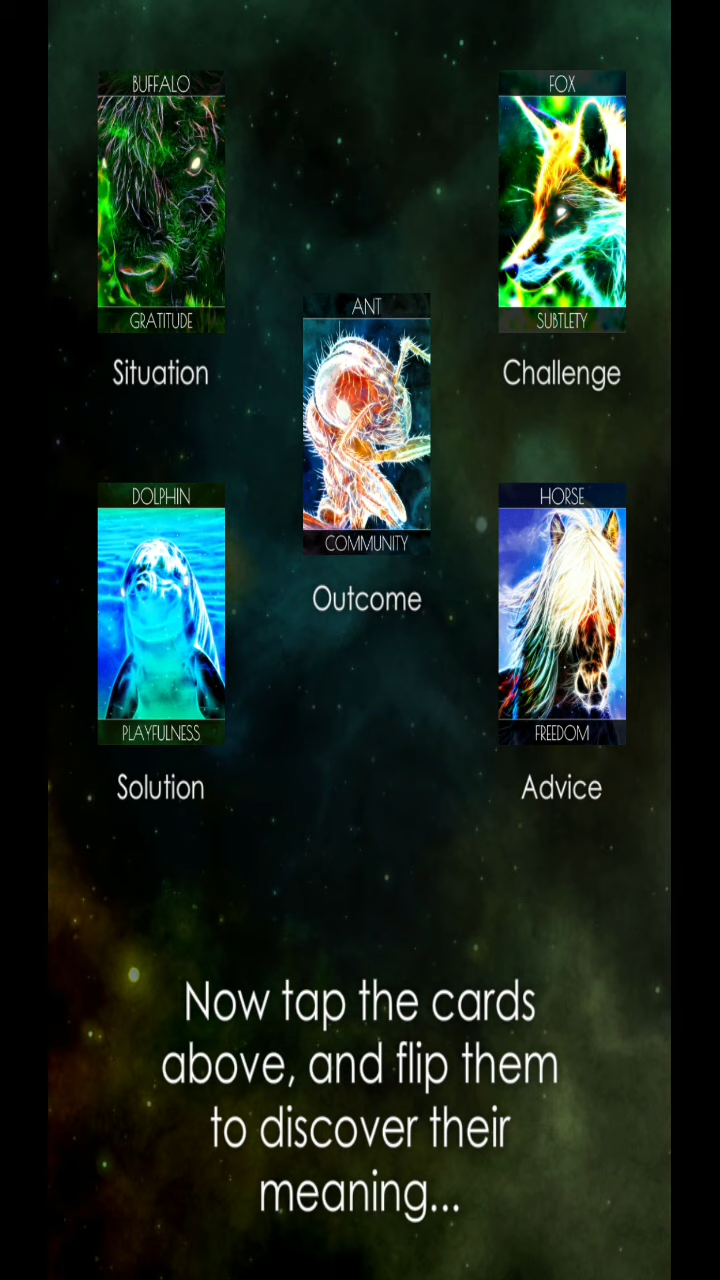 BUFFALO
GRATITUDE
Situation
FOX
SUBTLETY
Challenge
ANT
COMMUNITY
Outcome
DOLPHIN
PLAYFULNESS
Solution
HORSE
FREEDOM
Advice
Now tap the cards
above, and flip them
to discover their
meaning...